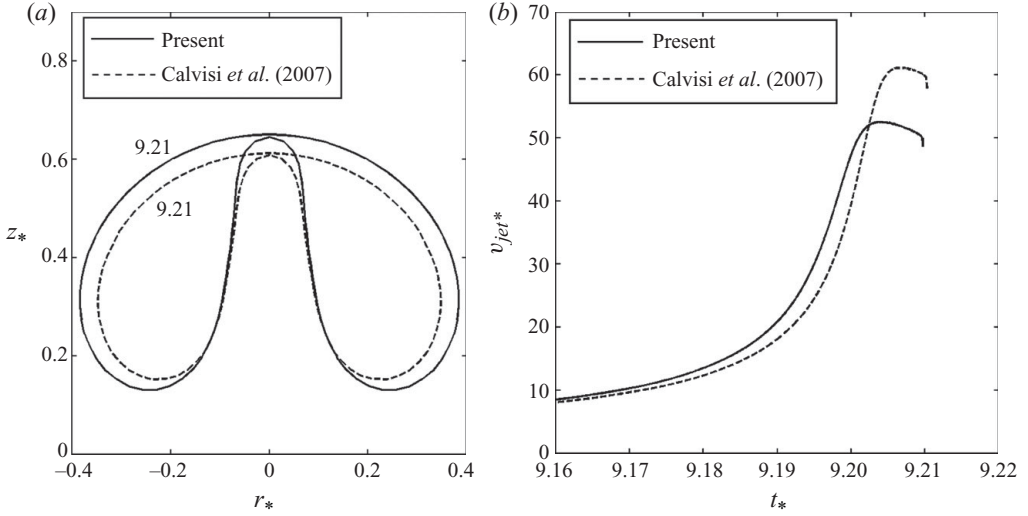 (a)
Present
Calvisi et al. (2007)
0.8
0.6
0.4
0.2
0
z*
9.21
9.21
–0.4
–0.2
0
0.2
0.4
r*
(b)
Present
Calvisi et al. (2007)
70
60
50
40
30
20
10
0
v_jet*
9.16
9.17
9.18
9.19
9.20
9.21
9.22
t*